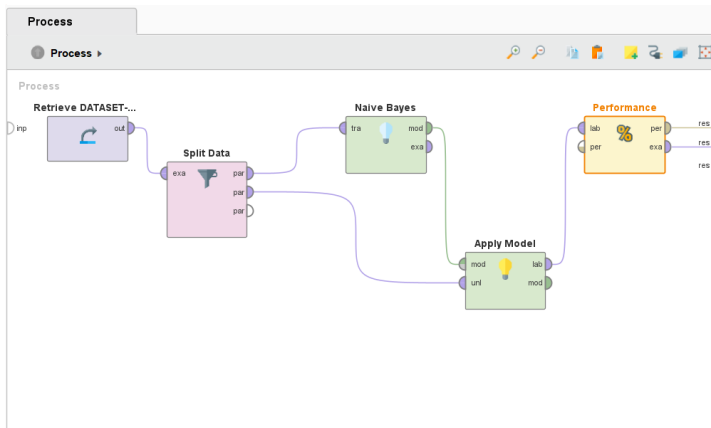 Process
Process
Process
Retrieve DATASET-...
inp
out
Split Data
exa
par
par
par
Naive Bayes
tra
mod
exa
Apply Model
mod
lab
unl
mod
Performance
%
lab
per
per
exa
res
res
res